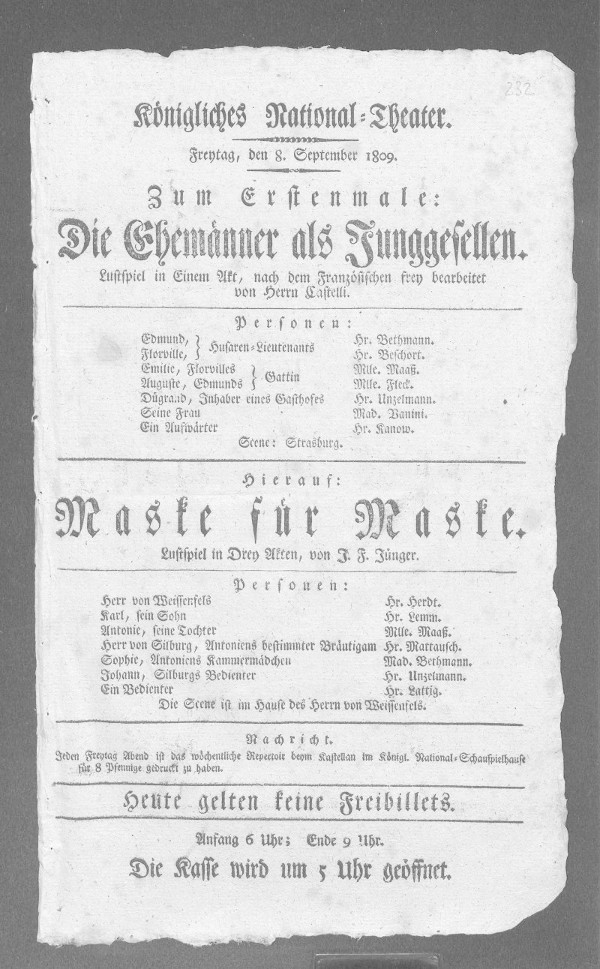 232
Königliches National-Theater.
Freytag, den 8. September 1809.
Zum Erstenmale:
Die Ehemänner als Junggesellen.
Lustspiel in Einem Akt, nach dem Französischen frey bearbeitet
von Herrn Castelli.
Personen:
Edmund, } Husaren-Lieutenants Hr. Bethmann.
Florville, } Hr. Beschort.
Emilie, Florvilles } Gattin Mlle. Maaß.
Auguste, Edmunds } Mlle. Fleck.
Dügrand, Inhaber eines Gasthofes Hr. Unzelmann.
Seine Frau Mad. Vanini.
Ein Aufwärter Hr. Kanow.
Scene: Strasburg.
Hierauf:
Maske für Maske.
Lustspiel in Drey Akten, von J. F. Jünger.
Personen:
Herr von Weissenfels Hr. Herdt.
Karl, sein Sohn Hr. Lemm.
Antonie, seine Tochter Mlle. Maaß.
Herr von Silburg, Antoniens bestimmter Bräutigam Hr. Mattausch.
Sophie, Antoniens Kammermädchen Mad. Bethmann.
Johann, Silburgs Bedienter Hr. Unzelmann.
Ein Bedienter Hr. Lattig.
Die Scene ist im Hause des Herrn von Weissenfels.
Nachricht.
Jeden Freytag Abend ist das wöchentliche Repertoir beym Kastellan im Königl. National-Schauspielhause
für 8 Pfennige gedruckt zu haben.
Heute gelten keine Freibillets.
Anfang 6 Uhr; Ende 9 Uhr.
Die Kasse wird um 5 Uhr geöffnet.